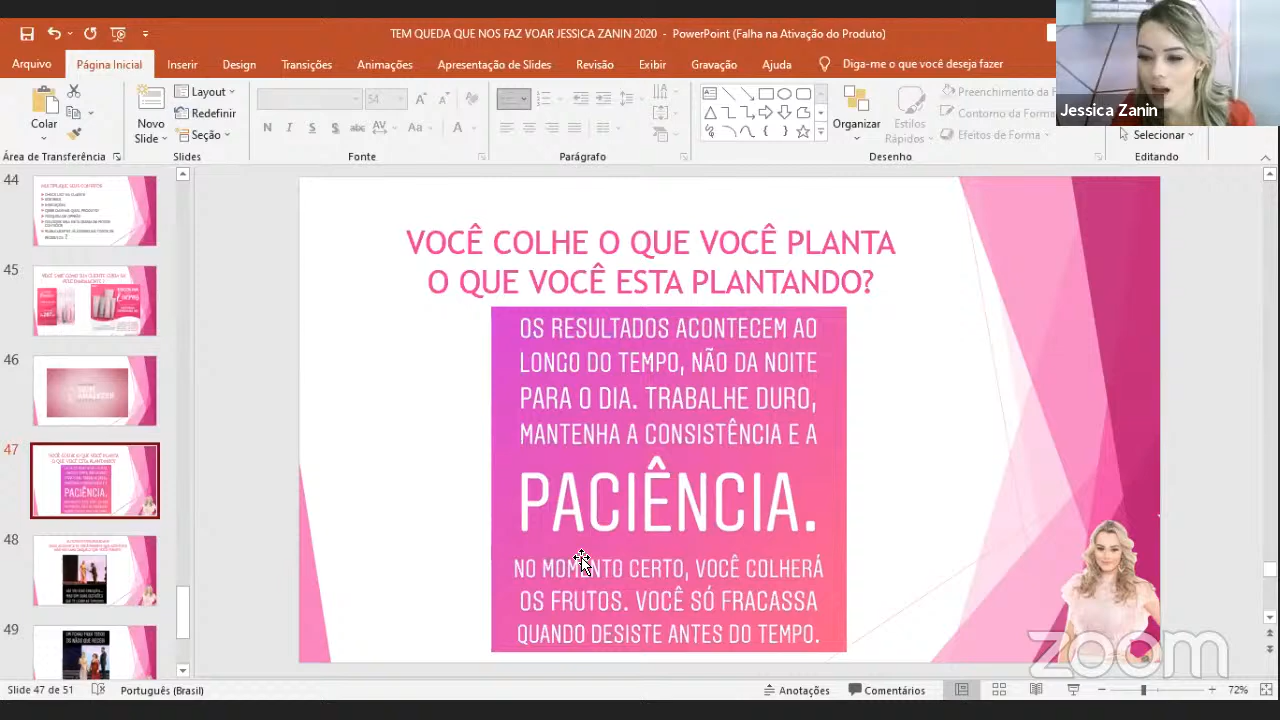 TEM QUEDA QUE NOS FAZ VOAR JESSICA ZANIN 2020 - PowerPoint (Falha na Ativação do Produto)
Arquivo Página Inicial Inserir Design Transições Animações Apresentação de Slides Revisão Exibir Gravação Ajuda Diga-me o que você deseja fazer
Jessica Zanin
Colar
Novo
Slide
Layout
Redefinir
Seção
54
Organizar
Estilos
Rápidos
Preenchimento da
Contorno da Forma
Efeitos de Forma
Selecionar
Área de Transferência Slides Fonte Parágrafo Desenho Editando
44
45
46
47
48
49
VOCÊ COLHE O QUE VOCÊ PLANTA
O QUE VOCÊ ESTA PLANTANDO?
OS RESULTADOS ACONTECEM AO
LONGO DO TEMPO, NÃO DA NOITE
PARA O DIA. TRABALHE DURO,
MANTENHA A CONSISTÊNCIA E A
PACIÊNCIA.
NO MOMENTO CERTO, VOCÊ COLHERÁ
OS FRUTOS. VOCÊ SÓ FRACASSA
QUANDO DESISTE ANTES DO TEMPO.
zoom
Slide 47 de 51 Português (Brasil) Anotações Comentários 72%